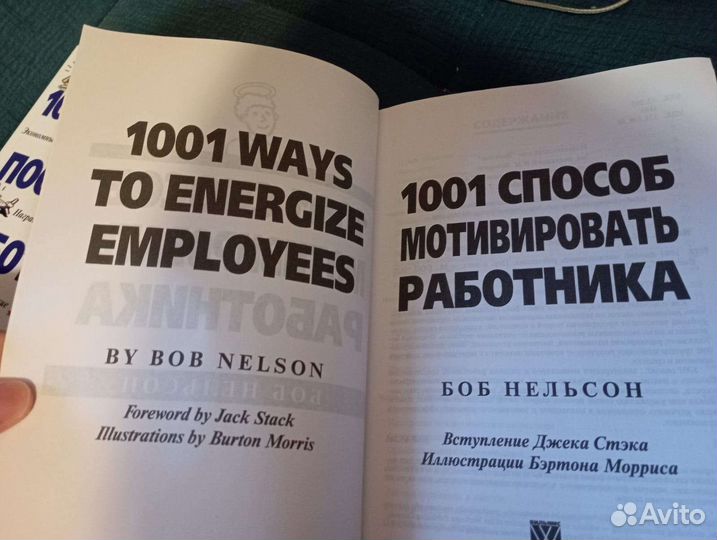 1001 WAYS
TO ENERGIZE
EMPLOYEES
BY BOB NELSON
Foreword by Jack Stack
Illustrations by Burton Morris
1001 СПОСОБ
МОТИВИРОВАТЬ
РАБОТНИКА
БОБ НЕЛЬСОН
Вступление Джека Стэка
Иллюстрации Бэртона Морриса
ВИЛЬЯМС
Avito